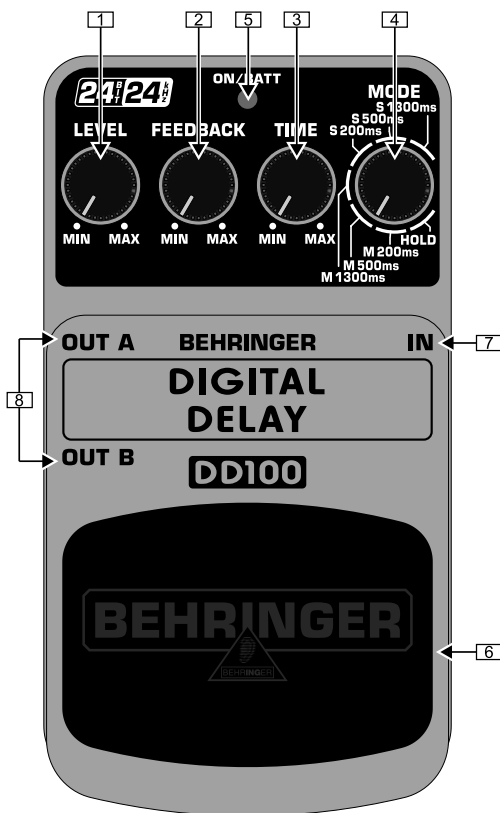 1
2
5
3
4
24 BIT 24 kHz
ON/BATT
MODE
LEVEL
FEEDBACK
TIME
S 1300ms
S 500ms
S 200ms
MIN MAX
MIN MAX
MIN MAX
HOLD
M 200ms
M 500ms
M 1300ms
OUT A
BEHRINGER
IN
7
8
DIGITAL
DELAY
OUT B
DD100
BEHRINGER
BEHRINGER
6